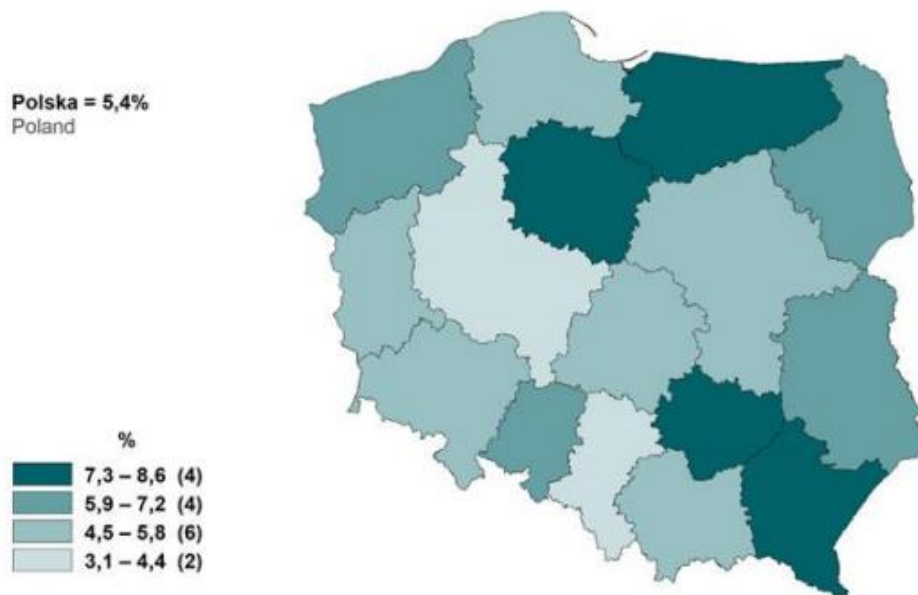 Polska = 5,4%
Poland
%
7,3 – 8,6 (4)
5,9 – 7,2 (4)
4,5 – 5,8 (6)
3,1 – 4,4 (2)